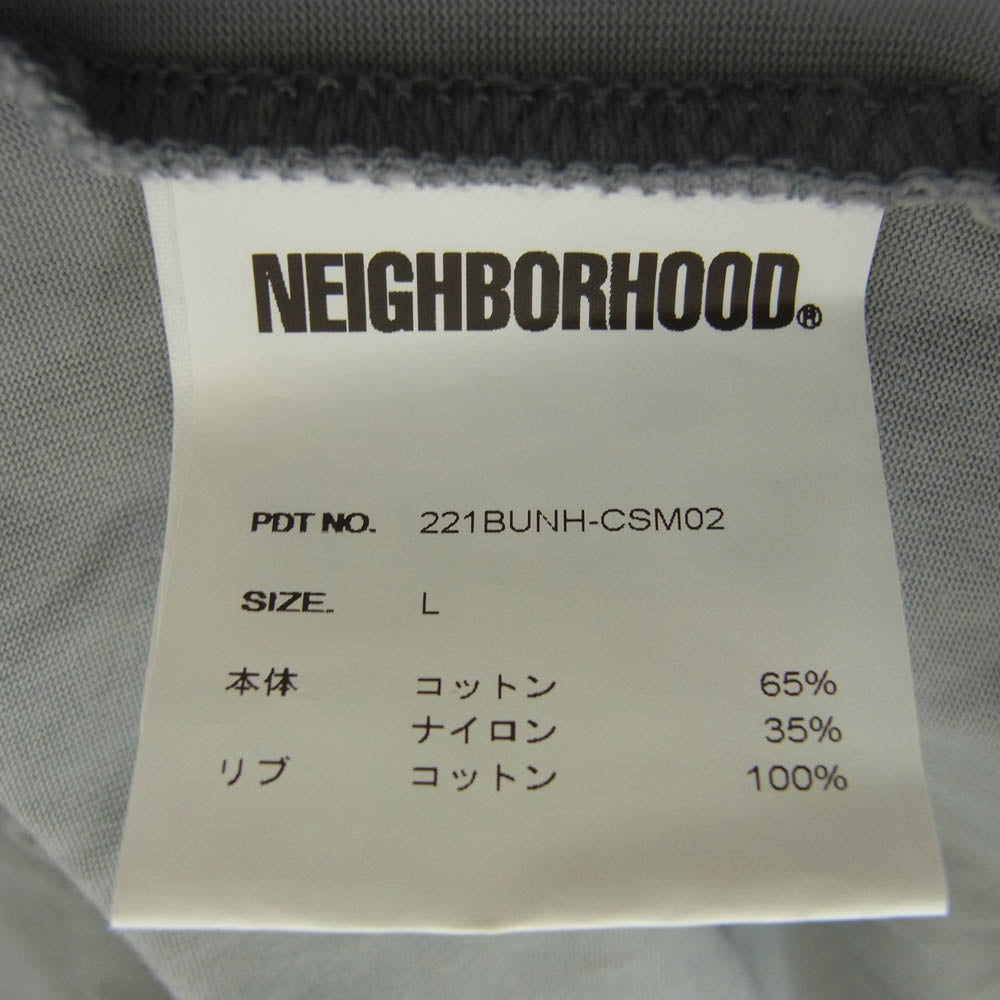 NEIGHBORHOOD®
PDT NO. 221BUNH-CSM02
SIZE. L
本体 コットン 65%
ナイロン 35%
リブ コットン 100%